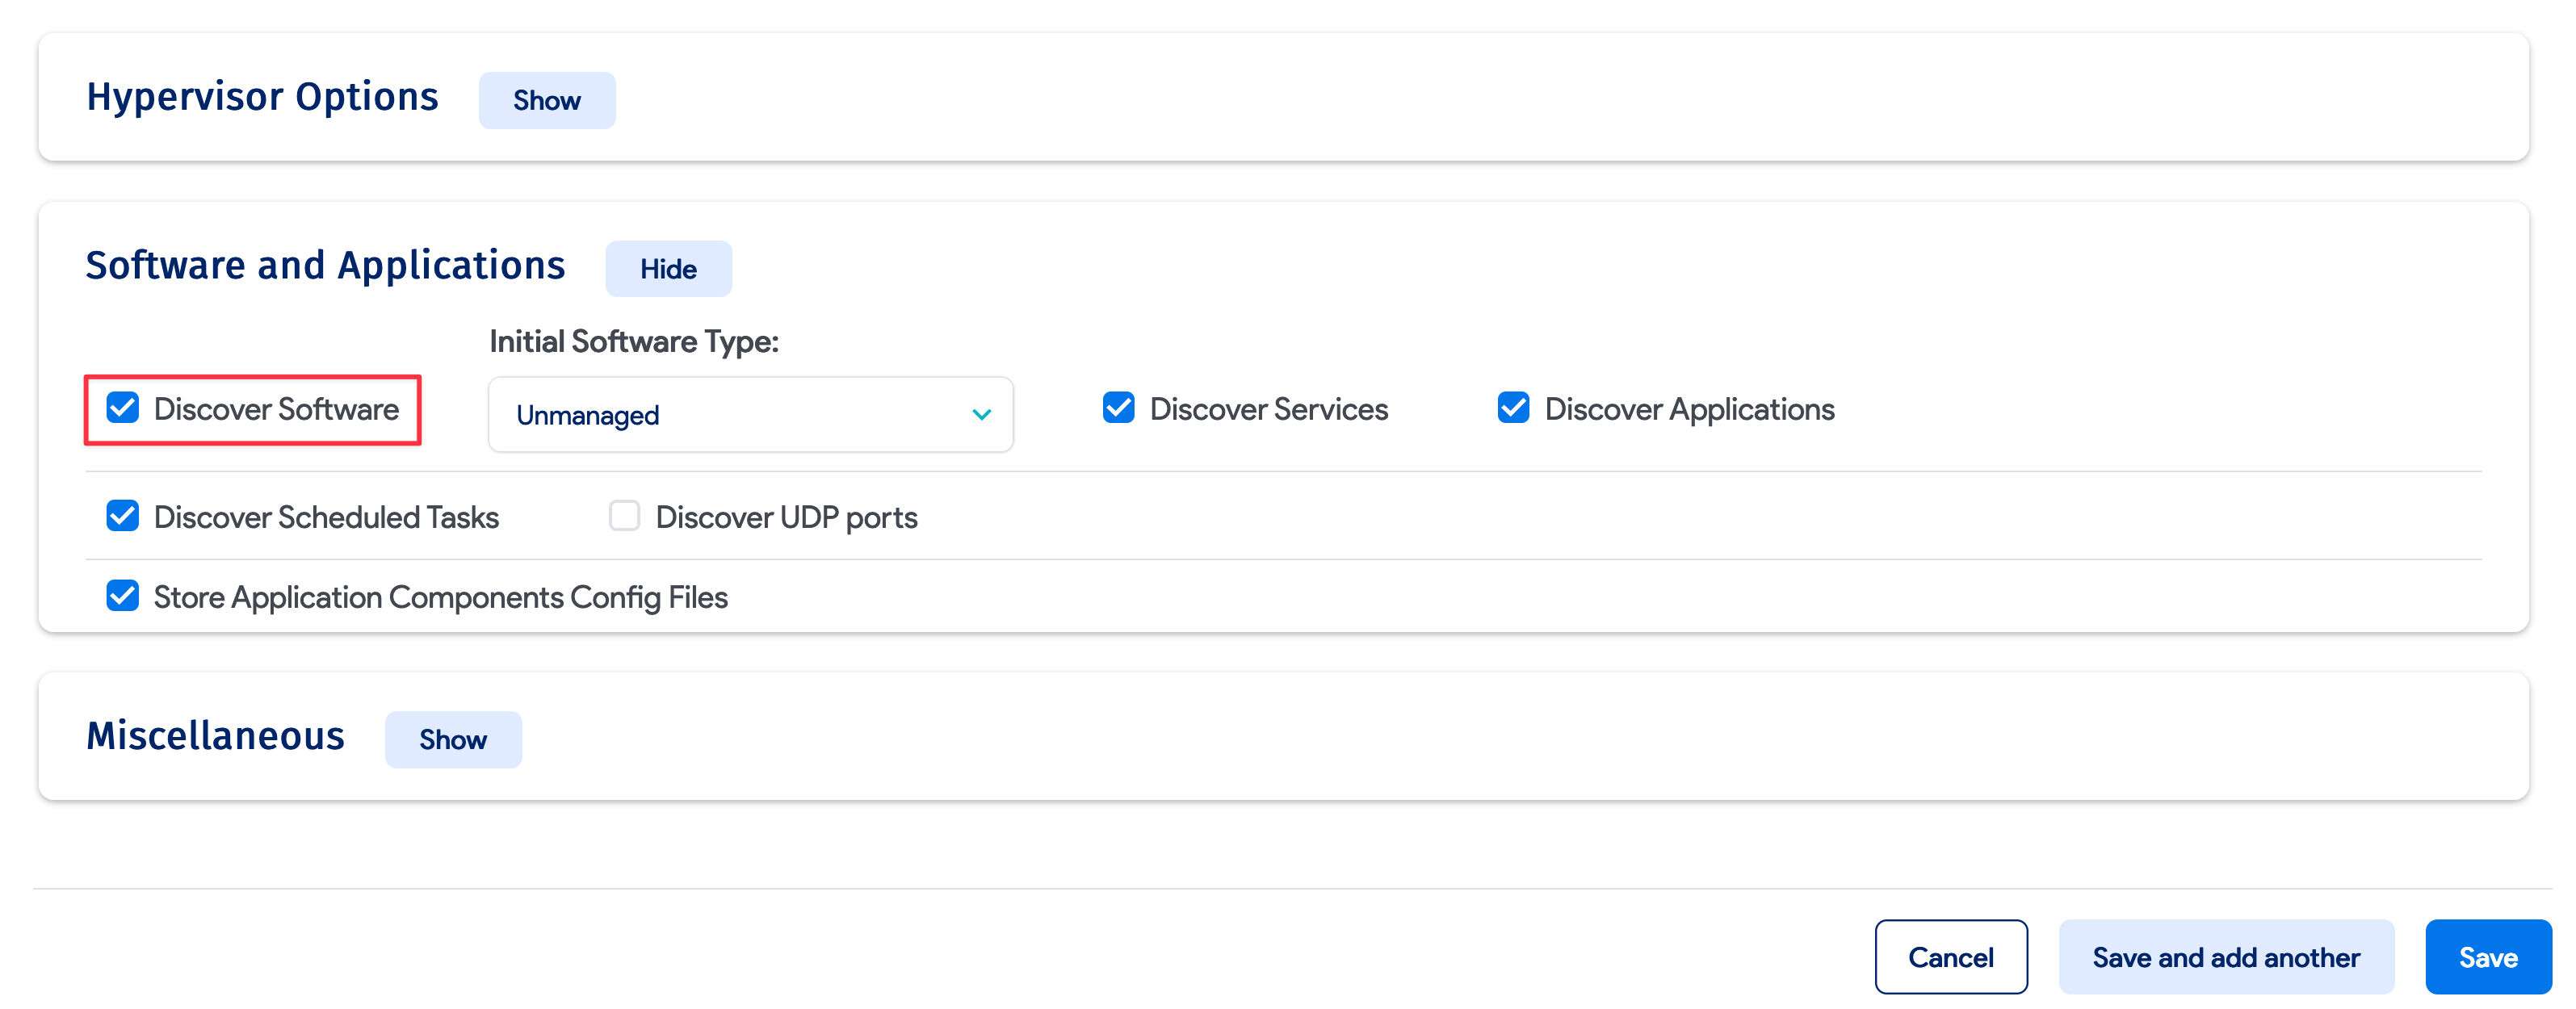 Hypervisor Options Show
Software and Applications Hide
Initial Software Type:
Discover Software Unmanaged Discover Services Discover Applications
Discover Scheduled Tasks Discover UDP ports
Store Application Components Config Files
Miscellaneous Show
Cancel Save and add another Save